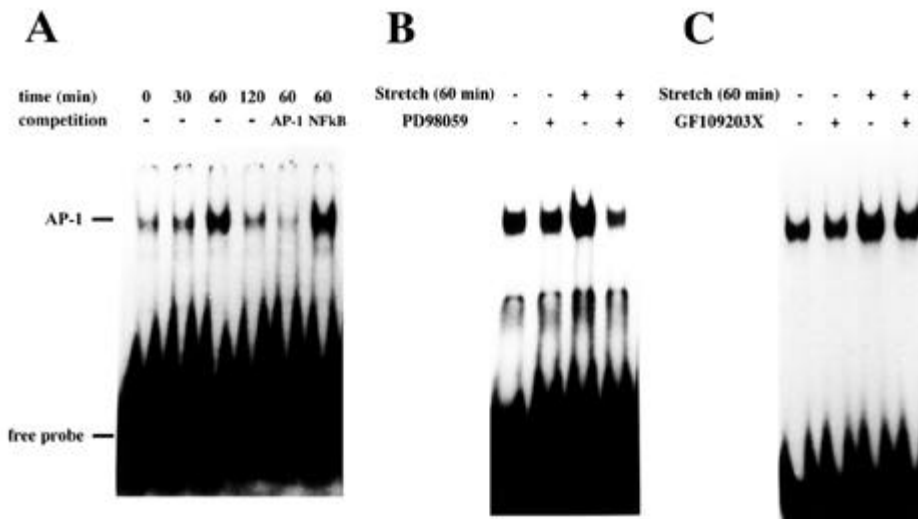 A
time (min) 0 30 60 120 60 60
competition - - - - AP-1 NFkB
AP-1
free probe
B
Stretch (60 min) - - + +
PD98059 - + - +
C
Stretch (60 min) - - + +
GF109203X - + - +